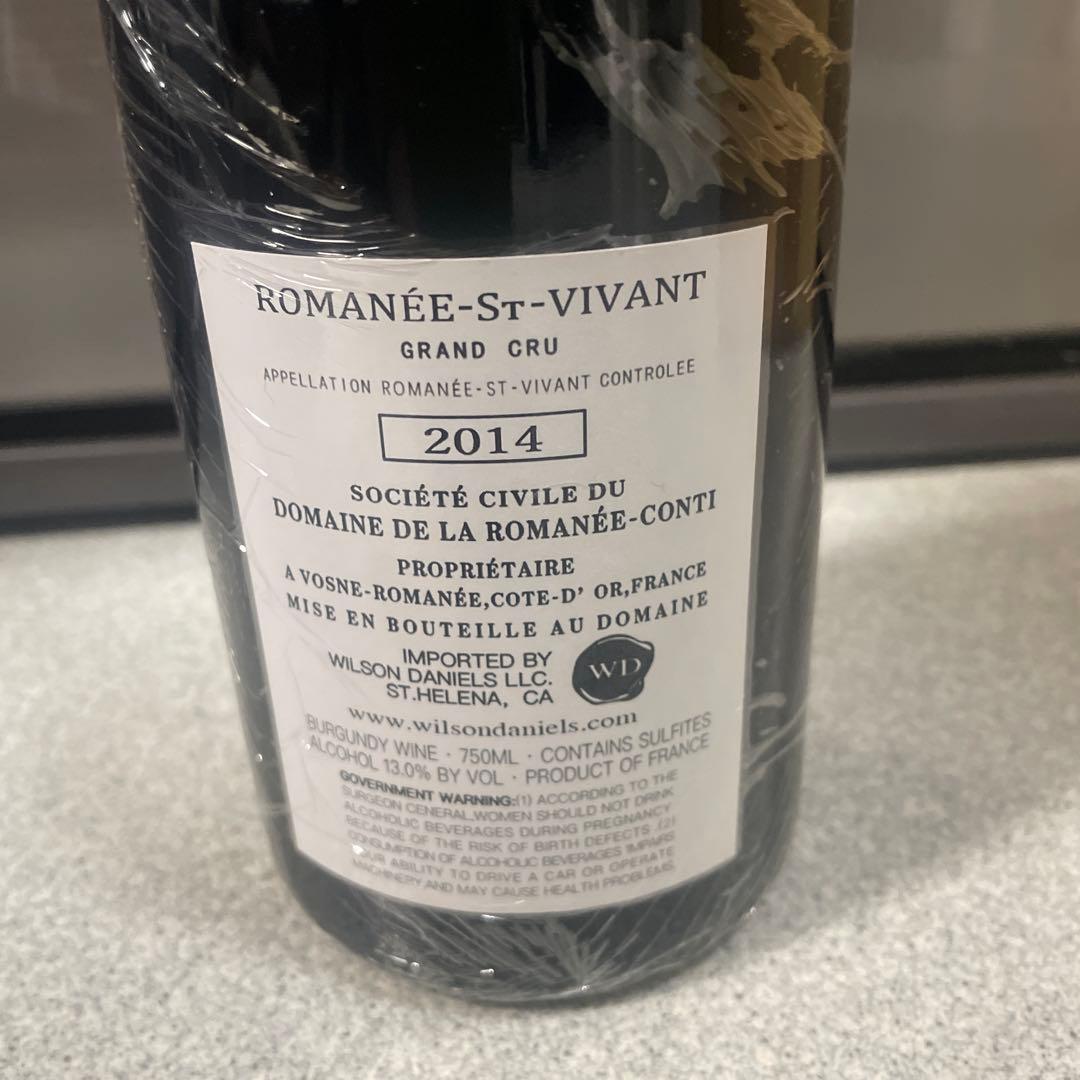 ROMANÉE-ST-VIVANT
GRAND CRU
APPELLATION ROMANÉE-ST-VIVANT CONTROLEE
2014
SOCIÉTÉ CIVILE DU
DOMAINE DE LA ROMANÉE-CONTI
PROPRIÉTAIRE
A VOSNE-ROMANÉE,COTE-D' OR,FRANCE
MISE EN BOUTEILLE AU DOMAINE
IMPORTED BY
WILSON DANIELS LLC.
ST.HELENA, CA
WD
www.wilsondaniels.com
BURGUNDY WINE · 750ML · CONTAINS SULFITES
ALCOHOL 13.0% BY VOL · PRODUCT OF FRANCE
GOVERNMENT WARNING:(1) ACCORDING TO THE
SURGEON CENERAL,WOMEN SHOULD NOT DRINK
ALCOHOLIC BEVERAGES DURING PREGNANCY
BECAUSE OF THE RISK OF BIRTH DEFECTS .(2)
CONSUMPTION OF ALCOHOLIC BEVERAGES IMPAIRS
YOUR ABILITY TO DRIVE A CAR OR OPERATE
MACHINERY,AND MAY CAUSE HEALTH PROBLEMS.